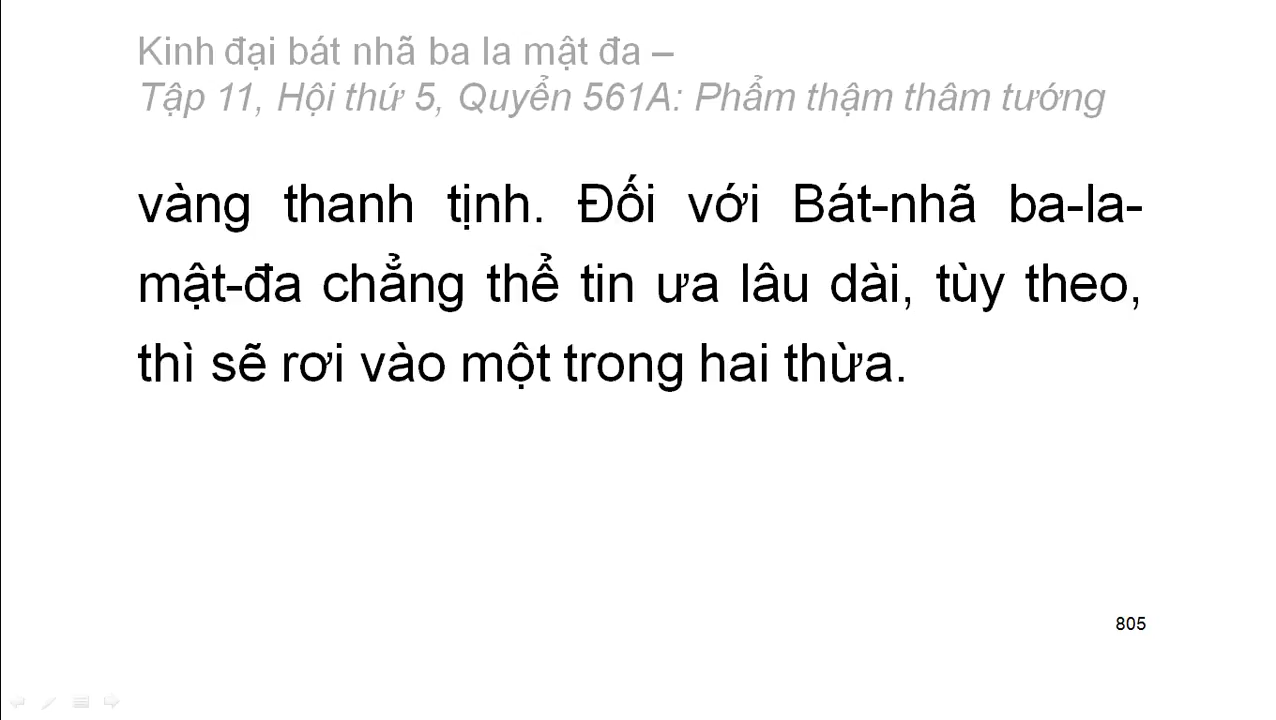 Kinh đại bát nhã ba la mật đa –
Tập 11, Hội thứ 5, Quyển 561A: Phẩm thậm thâm tướng
vàng thanh tịnh. Đối với Bát-nhã ba-la-
mật-đa chẳng thể tin ưa lâu dài, tùy theo,
thì sẽ rơi vào một trong hai thừa.
805